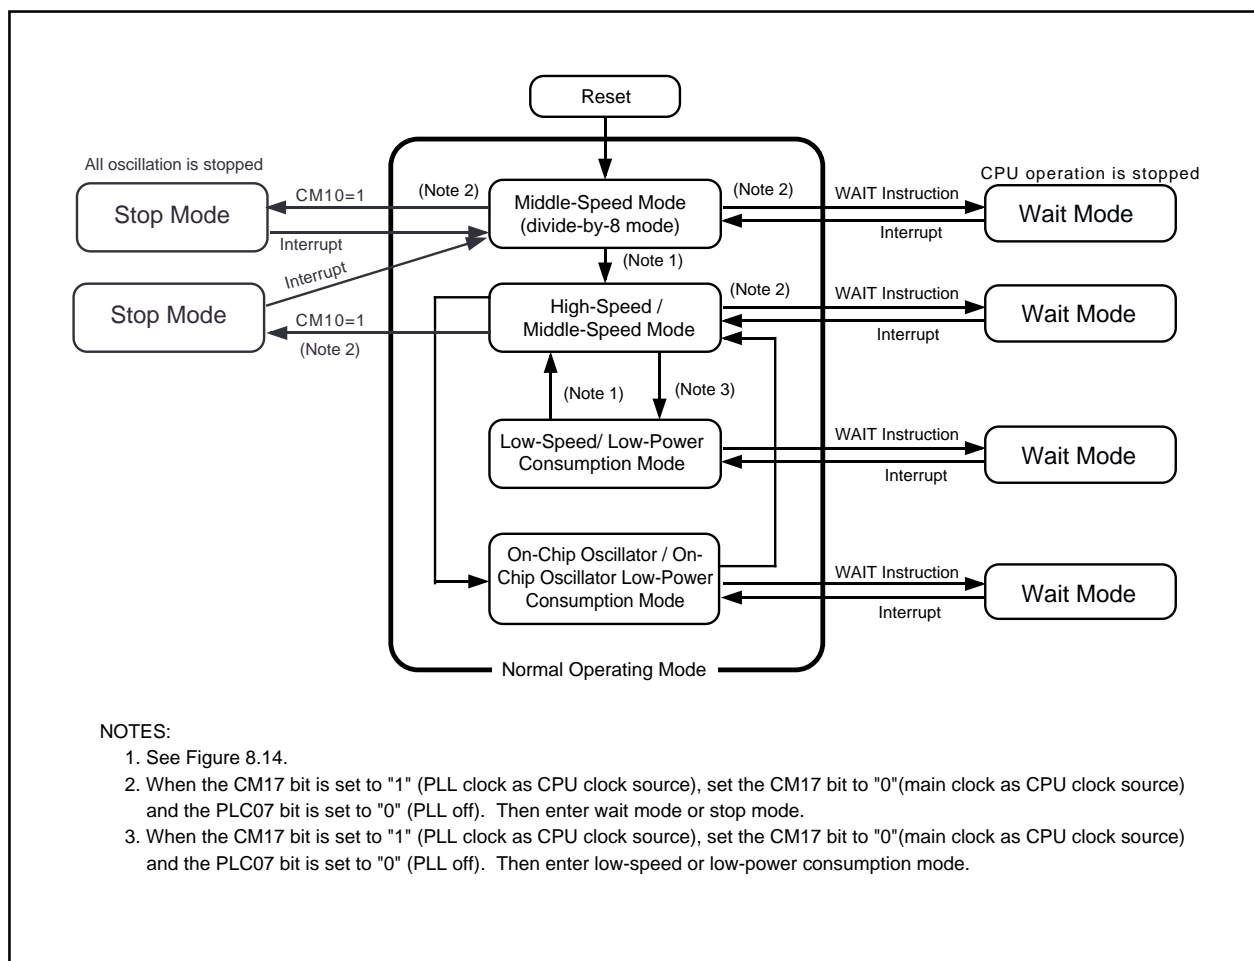 Reset
All oscillation is stopped
CPU operation is stopped
Stop Mode
CM10=1
(Note 2)
Middle-Speed Mode
(divide-by-8 mode)
(Note 2)
WAIT Instruction
Wait Mode
Interrupt
Interrupt
Interrupt
(Note 1)
Stop Mode
CM10=1
(Note 2)
High-Speed /
Middle-Speed Mode
(Note 2)
WAIT Instruction
Interrupt
Wait Mode
(Note 1)
(Note 3)
Low-Speed/ Low-Power
Consumption Mode
WAIT Instruction
Interrupt
Wait Mode
On-Chip Oscillator / On-
Chip Oscillator Low-Power
Consumption Mode
WAIT Instruction
Interrupt
Wait Mode
Normal Operating Mode
NOTES:
1. See Figure 8.14.
2. When the CM17 bit is set to "1" (PLL clock as CPU clock source), set the CM17 bit to "0"(main clock as CPU clock source)
and the PLC07 bit is set to "0" (PLL off). Then enter wait mode or stop mode.
3. When the CM17 bit is set to "1" (PLL clock as CPU clock source), set the CM17 bit to "0"(main clock as CPU clock source)
and the PLC07 bit is set to "0" (PLL off). Then enter low-speed or low-power consumption mode.